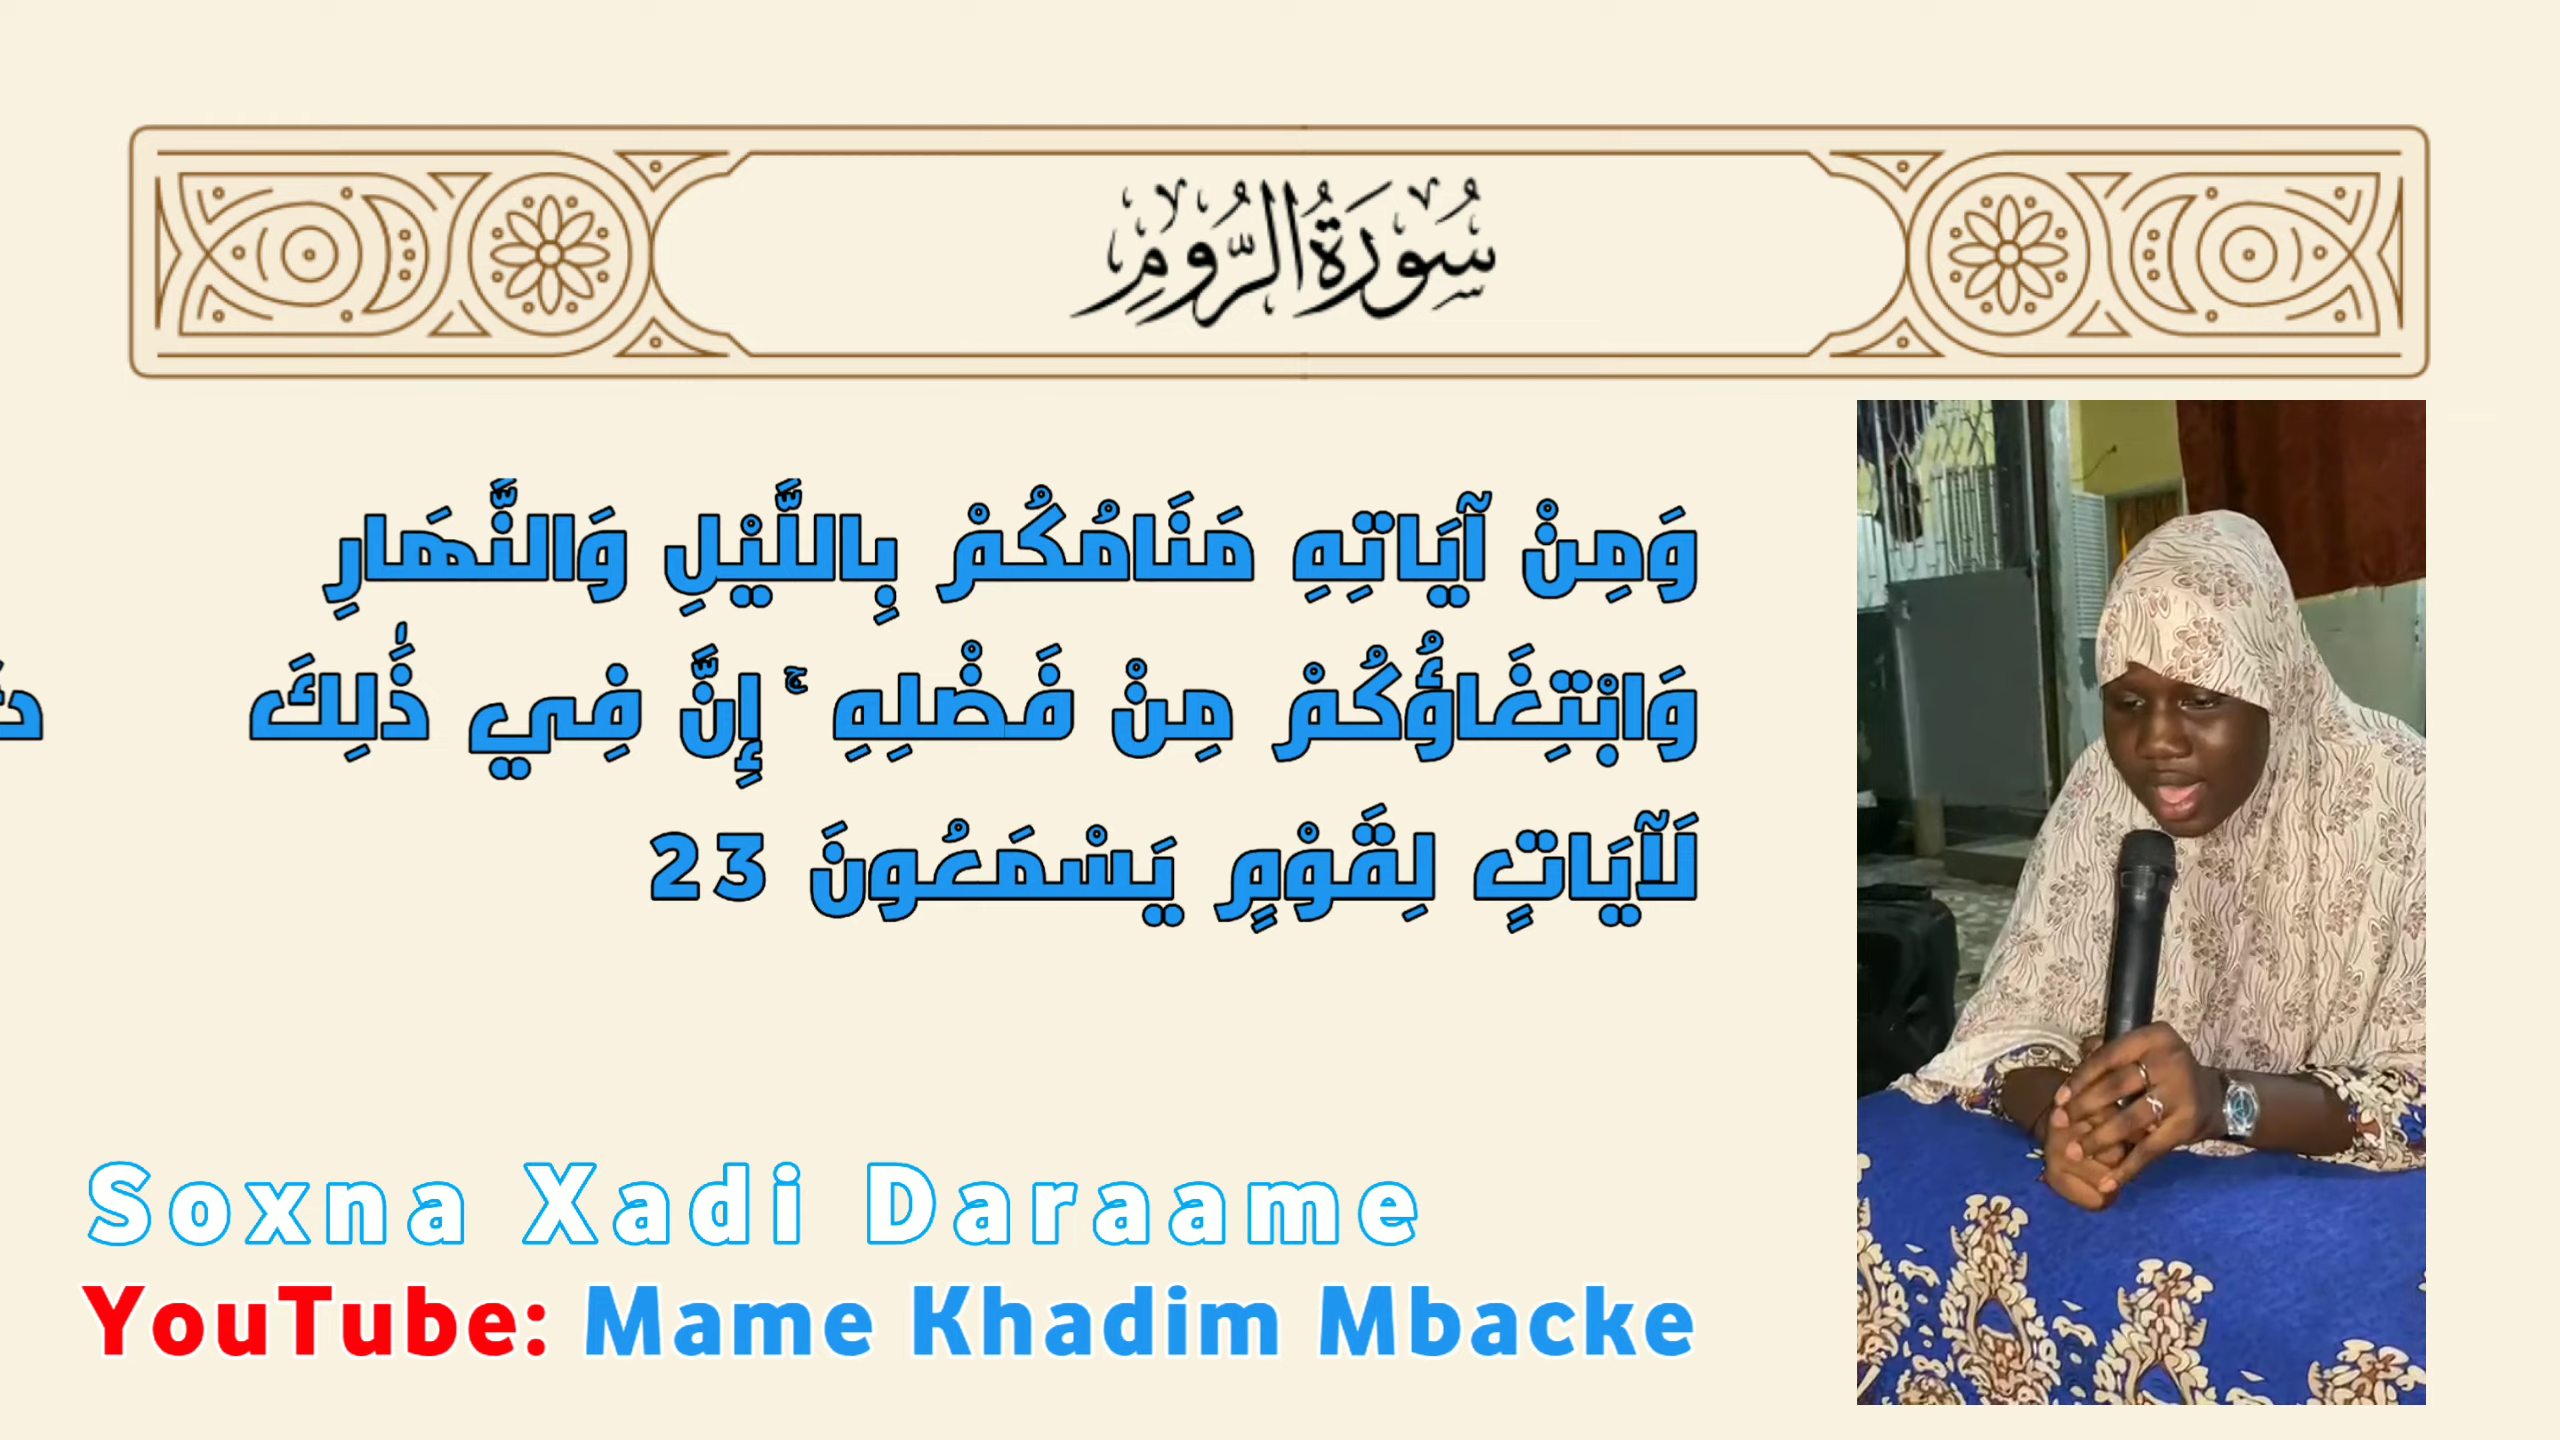 سُورَةُ الرُّومِ
وَمِنْ آيَاتِهِ مَنَامُكُمْ بِاللَّيْلِ وَالنَّهَارِ
وَابْتِغَاؤُكُمْ مِنْ فَضْلِهِ ۚ إِنَّ فِي ذَٰلِكَ
لَآيَاتٍ لِقَوْمٍ يَسْمَعُونَ 23
Soxna Xadi Daraame
YouTube: Mame Khadim Mbacke